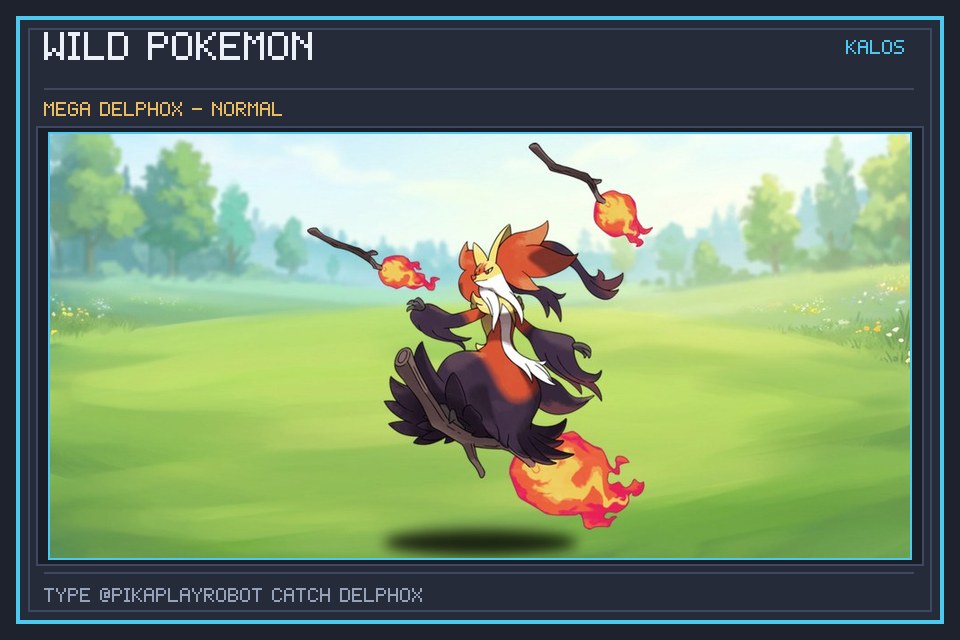 WILD POKEMON
KALOS
MEGA DELPHOX - NORMAL
TYPE @PIKAPLAYROBOT CATCH DELPHOX